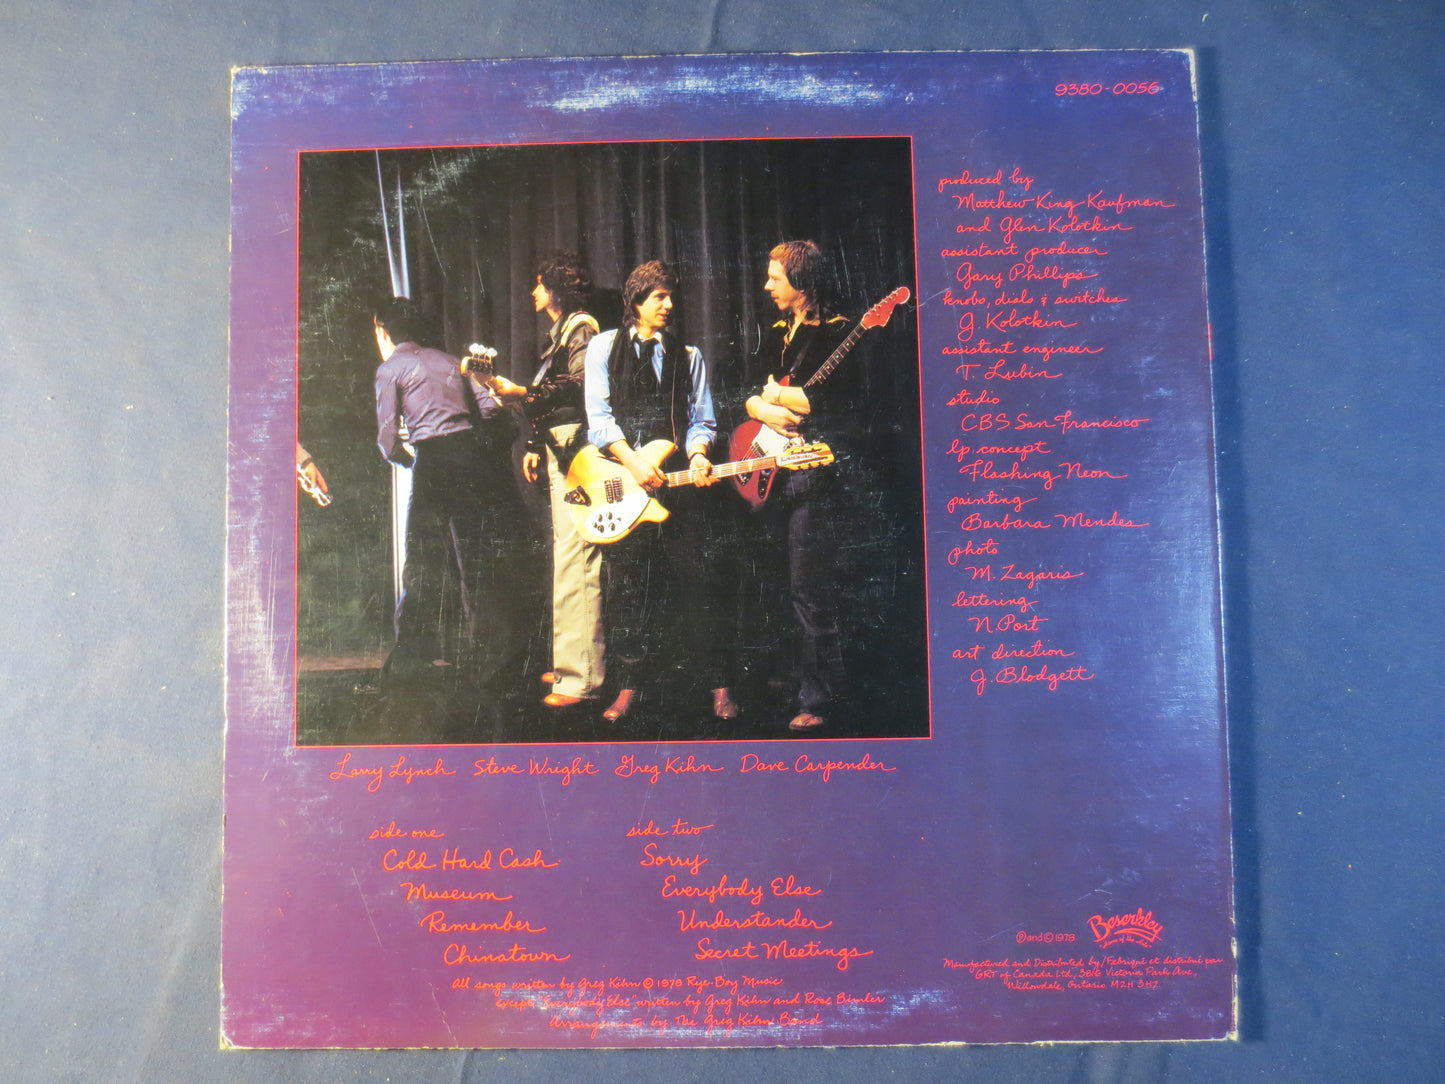 9380-0056
produced by
Matthew King Kaufman
and Glen Kolotkin
assistant producer
Gary Phillips
knobs, dials & switches
G. Kolotkin
assistant engineer
T. Lubin
studio
CBS San Francisco
lp concept
Flashing Neon
painting
Barbara Mendes
photo
M. Zagaris
lettering
N. Port
art direction
J. Blodgett
Larry Lynch Steve Wright Greg Kihn Dave Carpender
side one
Cold Hard Cash
Museum
Remember
Chinatown
side two
Sorry
Everybody Else
Understander
Secret Meetings
All songs written by Greg Kihn © 1978 Rye Boy Music
except "Everybody Else" written by Greg Kihn and Ross Bimler
Arrangements by The Greg Kihn Band
Beserkley
Home of the hits
℗ and © 1978
Manufactured and Distributed by / Fabriqué et distribué par
GRT of Canada Ltd, 3816 Victoria Park Ave.,
Willowdale, Ontario M2H 3H7